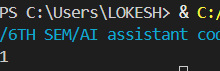 PS C:\Users\LOKESH> & C:/
/6TH SEM/AI assistant cod
1